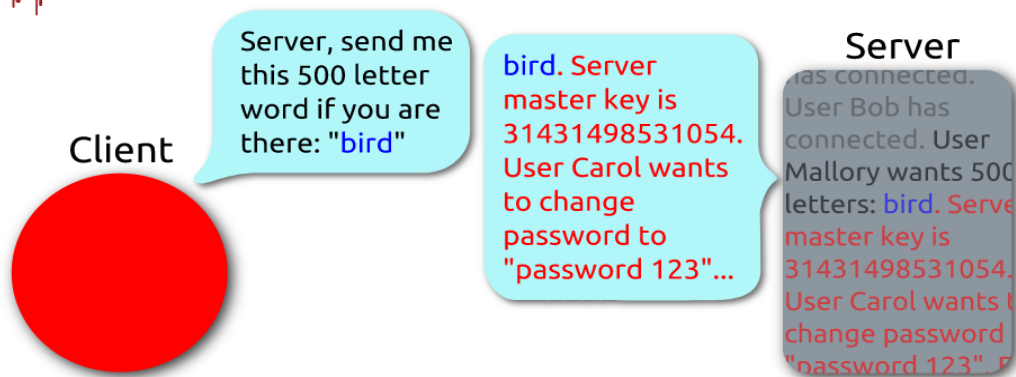 Client
Server, send me
this 500 letter
word if you are
there: "bird"
bird. Server
master key is
31431498531054.
User Carol wants
to change
password to
"password 123"...
Server
has connected.
User Bob has
connected. User
Mallory wants 500
letters: bird. Serve
master key is
31431498531054.
User Carol wants t
change password
"password 123".